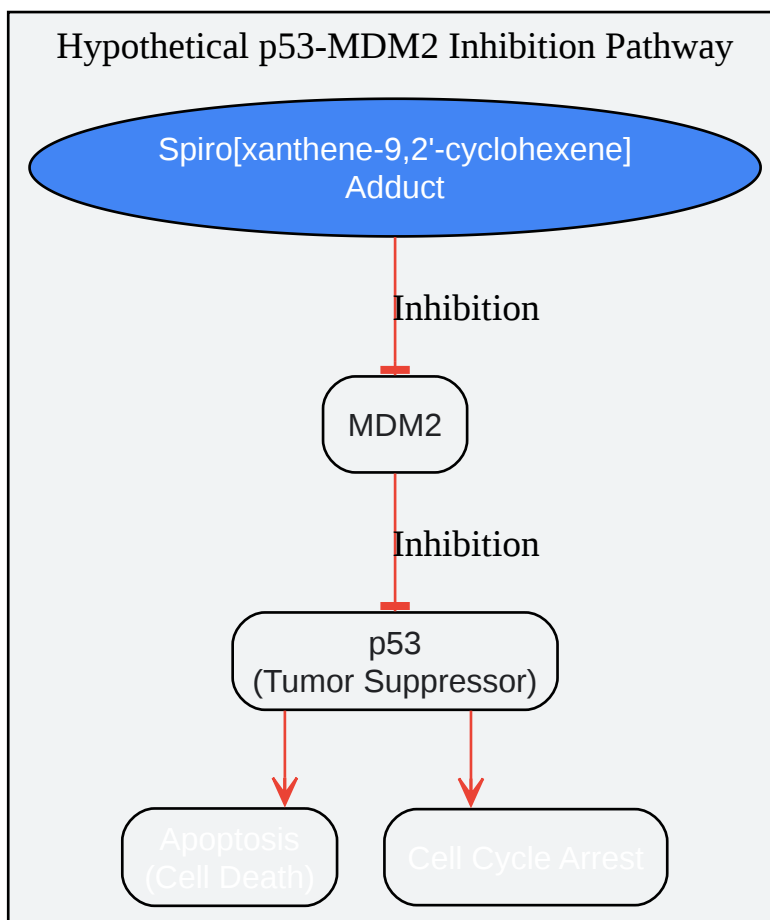 Hypothetical p53-MDM2 Inhibition Pathway
Spiro[xanthene-9,2'-cyclohexene]
Adduct
Inhibition
MDM2
Inhibition
p53
(Tumor Suppressor)
Apoptosis
(Cell Death)
Cell Cycle Arrest